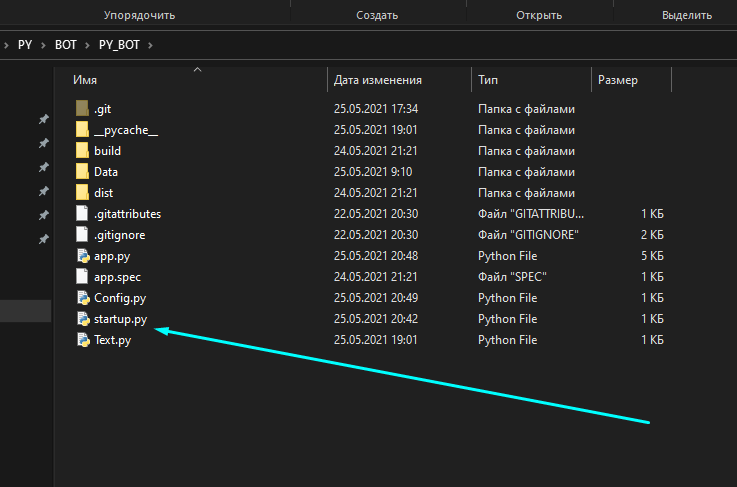 Упорядочить Создать Открыть Выделить
PY BOT PY_BOT
Имя Дата изменения Тип Размер
.git 25.05.2021 17:34 Папка с файлами
__pycache__ 25.05.2021 19:01 Папка с файлами
build 24.05.2021 21:21 Папка с файлами
Data 25.05.2021 9:10 Папка с файлами
dist 24.05.2021 21:21 Папка с файлами
.gitattributes 22.05.2021 20:30 Файл "GITATTRIBU... 1 КБ
.gitignore 22.05.2021 20:30 Файл "GITIGNORE" 2 КБ
app.py 25.05.2021 20:48 Python File 5 КБ
app.spec 24.05.2021 21:21 Файл "SPEC" 1 КБ
Config.py 25.05.2021 20:49 Python File 1 КБ
startup.py 25.05.2021 20:42 Python File 1 КБ
Text.py 25.05.2021 19:01 Python File 1 КБ